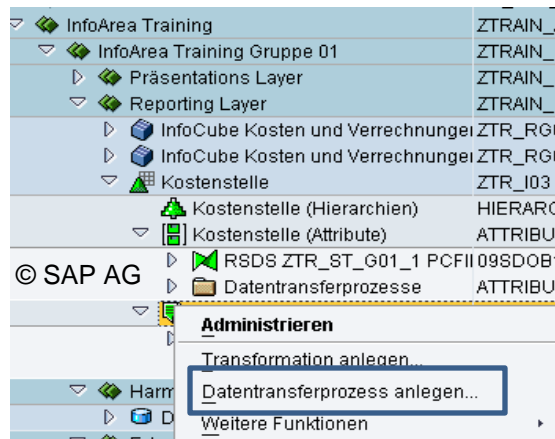 InfoArea Training ZTRAIN_
InfoArea Training Gruppe 01 ZTRAIN_
Präsentations Layer ZTRAIN_
Reporting Layer ZTRAIN_
InfoCube Kosten und Verrechnunge ZTR_RG
InfoCube Kosten und Verrechnunge ZTR_RG
Kostenstelle ZTR_I03
Kostenstelle (Hierarchien) HIERARC
Kostenstelle (Attribute) ATTRIBU
RSDS ZTR_ST_G01_1 PCFI 09SDOB
© SAP AG
Datentransferprozesse ATTRIBU
Administrieren
Transformation anlegen...
Harm
Datentransferprozess anlegen...
D
Weitere Funktionen